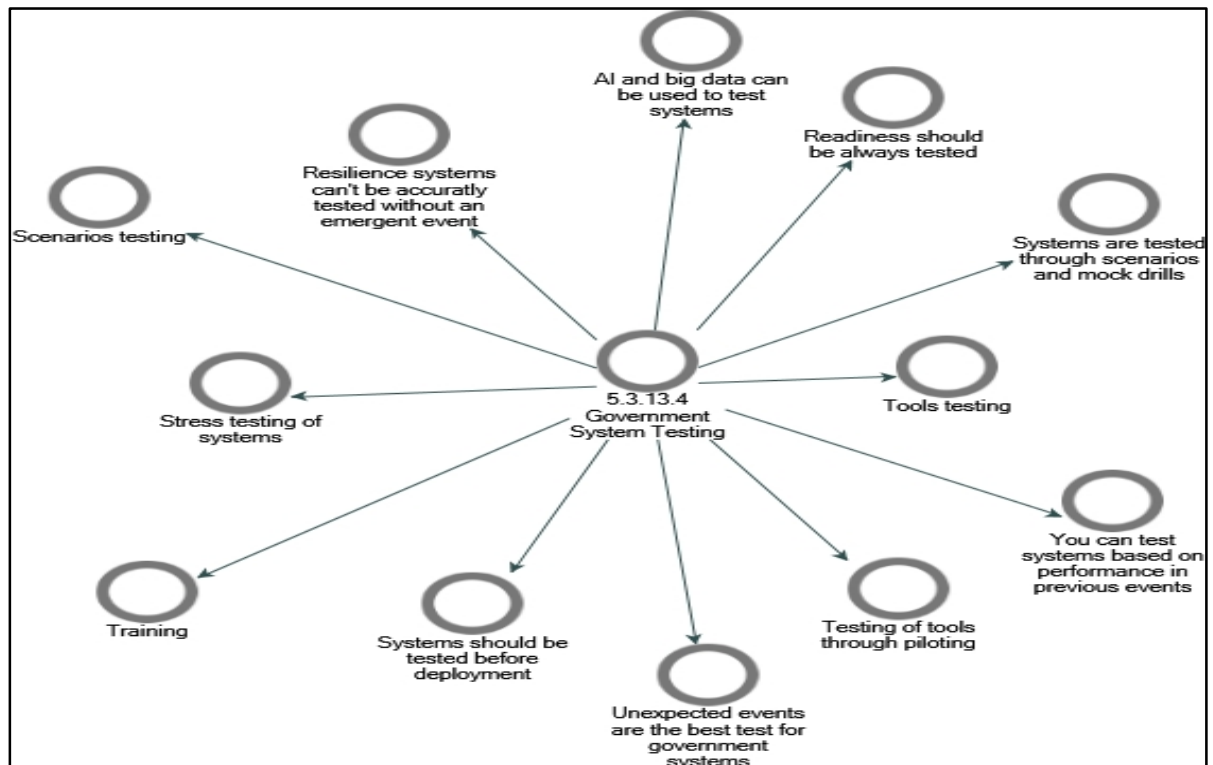 AI and big data can
be used to test
systems
Readiness should
be always tested
Resilience systems
can't be accuratly
tested without an
emergent event
Scenarios testing
Systems are tested
through scenarios
and mock drills
5.3.13.4
Government
System Testing
Tools testing
Stress testing of
systems
You can test
systems based on
performance in
previous events
Training
Systems should be
tested before
deployment
Testing of tools
through piloting
Unexpected events
are the best test for
government
systems